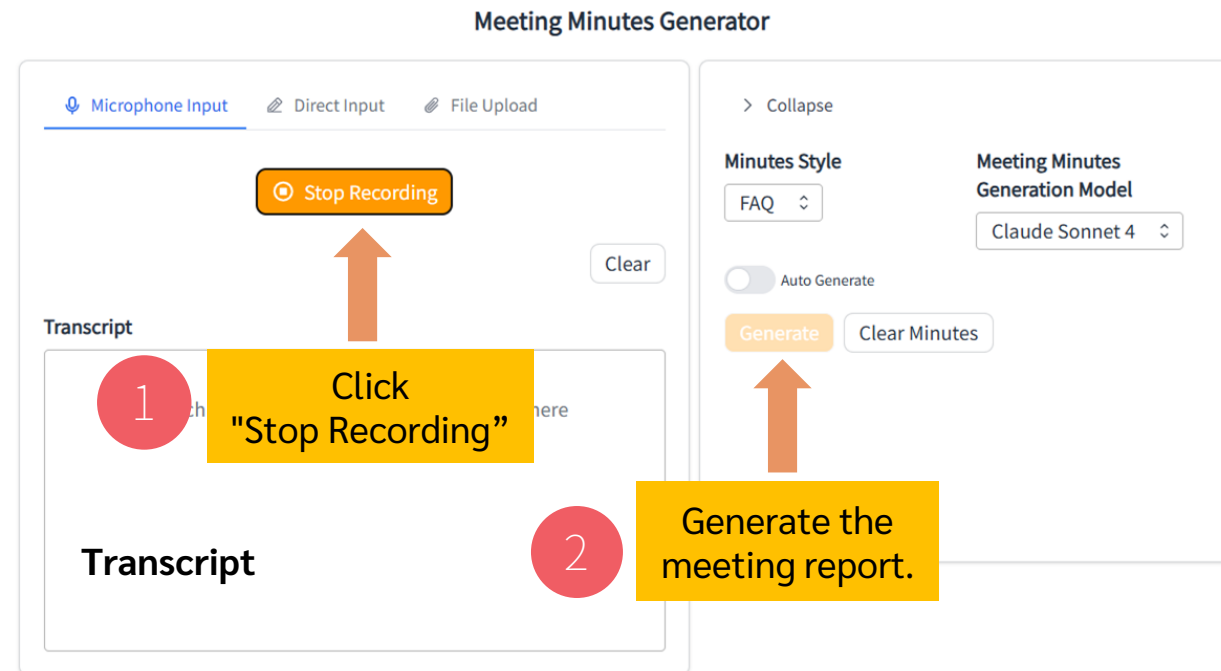 Meeting Minutes Generator
Microphone Input Direct Input File Upload
Stop Recording
Clear
Transcript
1
Click
"Stop Recording”
here
Transcript
> Collapse
Minutes Style
FAQ
Meeting Minutes
Generation Model
Claude Sonnet 4
Auto Generate
Generate Clear Minutes
2
Generate the
meeting report.